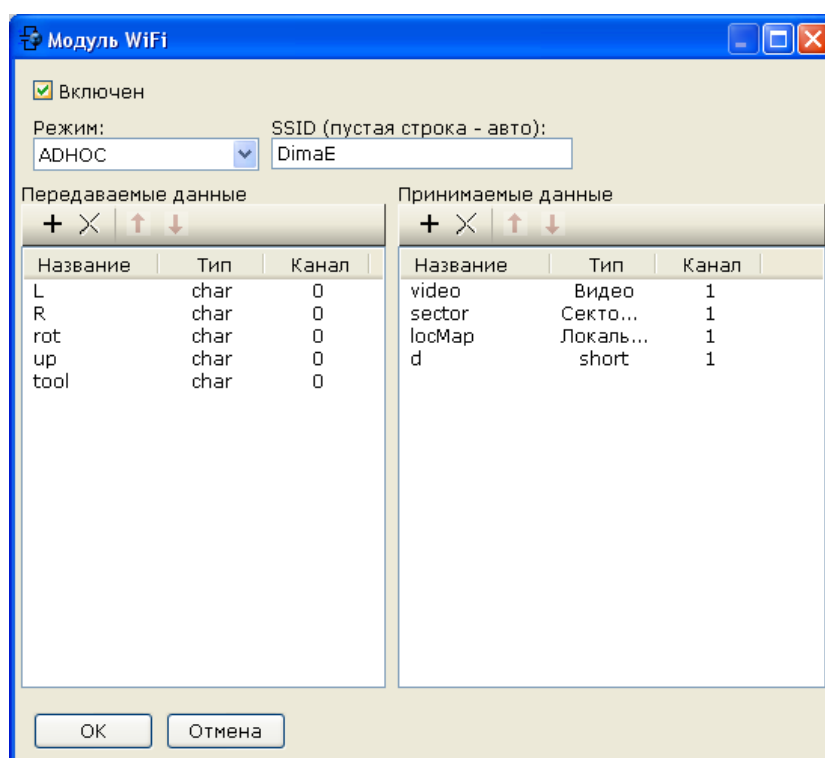 Модуль WiFi
Включен
Режим: SSID (пустая строка - авто):
ADHOC DimaE
Передаваемые данные Принимаемые данные
Название Тип Канал Название Тип Канал
L char 0 video Видео 1
R char 0 sector Секто... 1
rot char 0 locMap Локаль... 1
up char 0 d short 1
tool char 0
OK Отмена